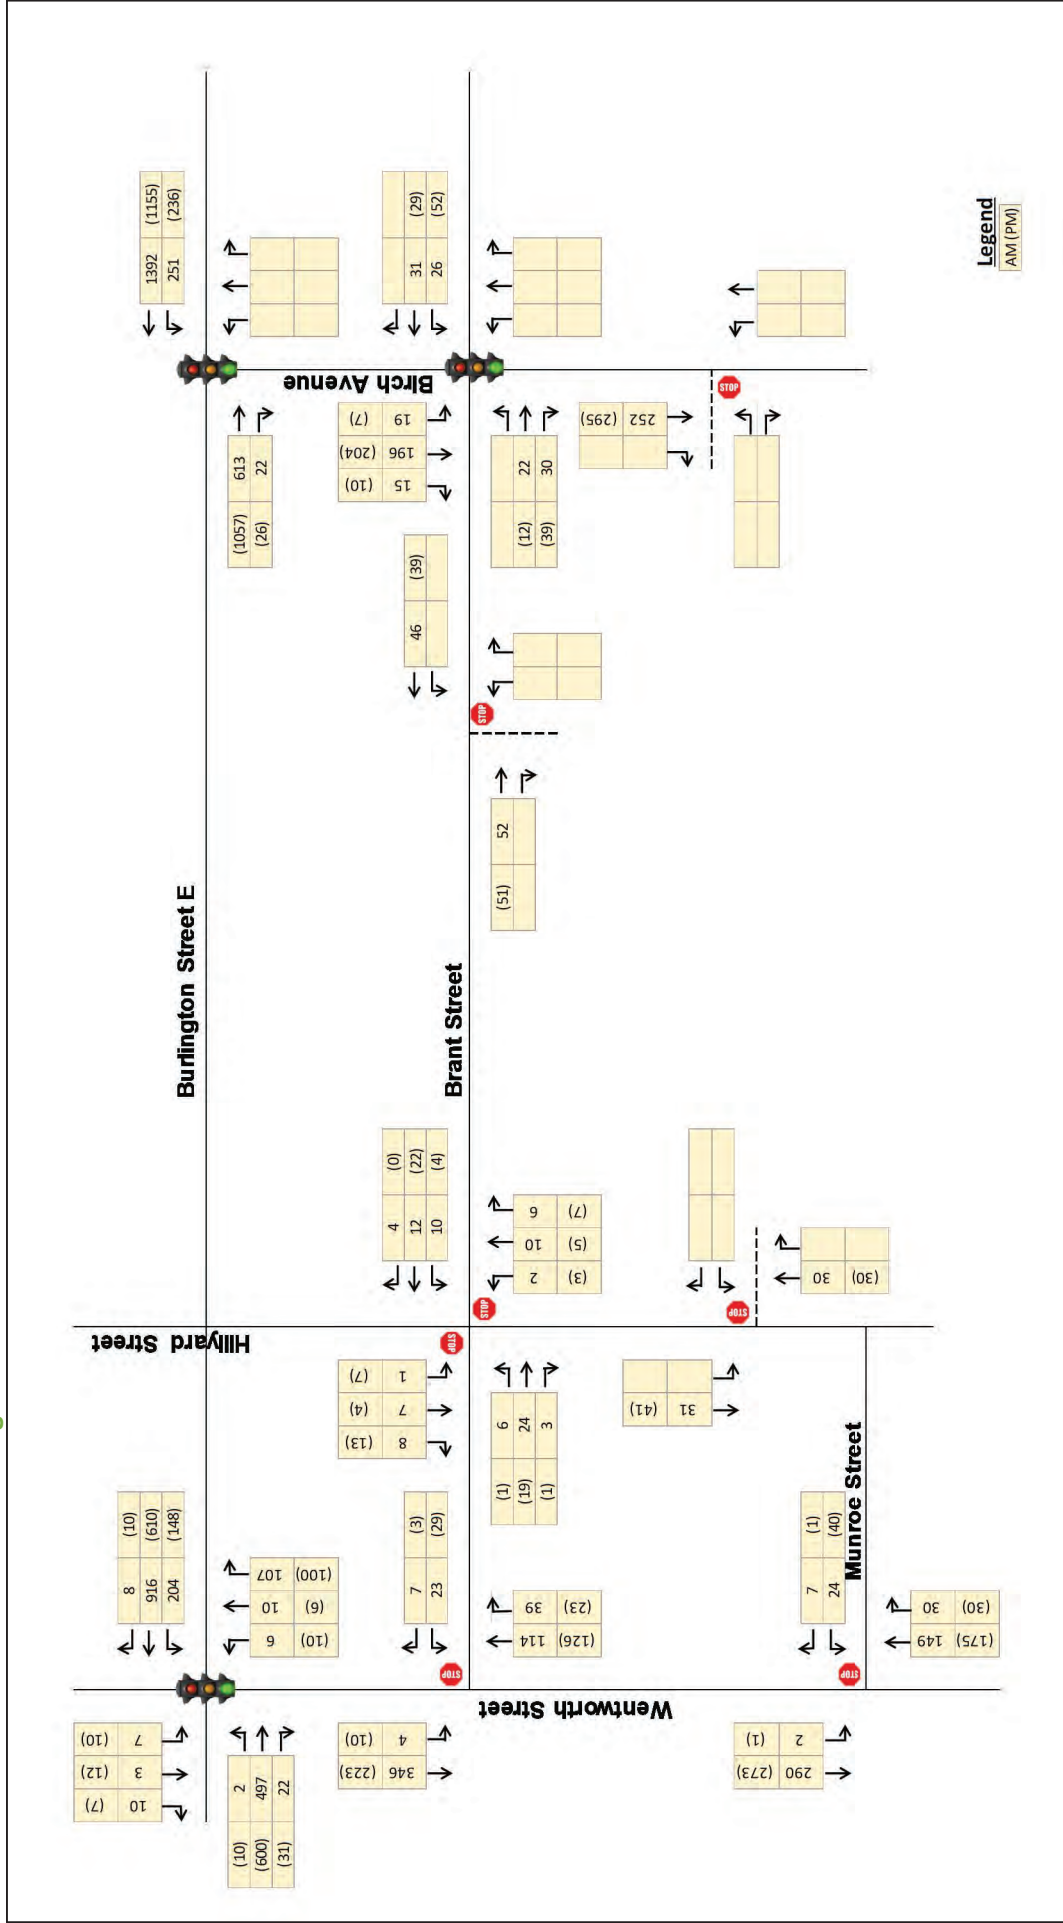 1392 (1155)
251 (236)
31 (29)
26 (52)
Legend
AM (PM)
Birch Avenue
(1057) 613
(26) 22
(10) (204) (7)
15 196 19
(12) 22
(39) 30
(295)
252
STOP
46 (39)
STOP
(51) 52
Burlington Street E
Brant Street
4 (0)
12 (22)
10 (4)
2 10 6
(3) (5) (7)
STOP
STOP
30
(30)
Hillyard Street
STOP
(13) (4) (7)
8 7 1
(1) 6
(19) 24
(1) 3
(41)
31
8 (10)
916 (610)
204 (148)
6 10 107
(10) (9) (100)
7 (3)
23 (29)
114 39
(126) (23)
7 (1)
24 (40)
Munroe Street
149 30
(175) (30)
STOP
STOP
Wentworth Street
(7) (12) (10)
10 3 7
(10) 2
(600) 497
(31) 22
(223) (10)
346 4
(273) (1)
290 2